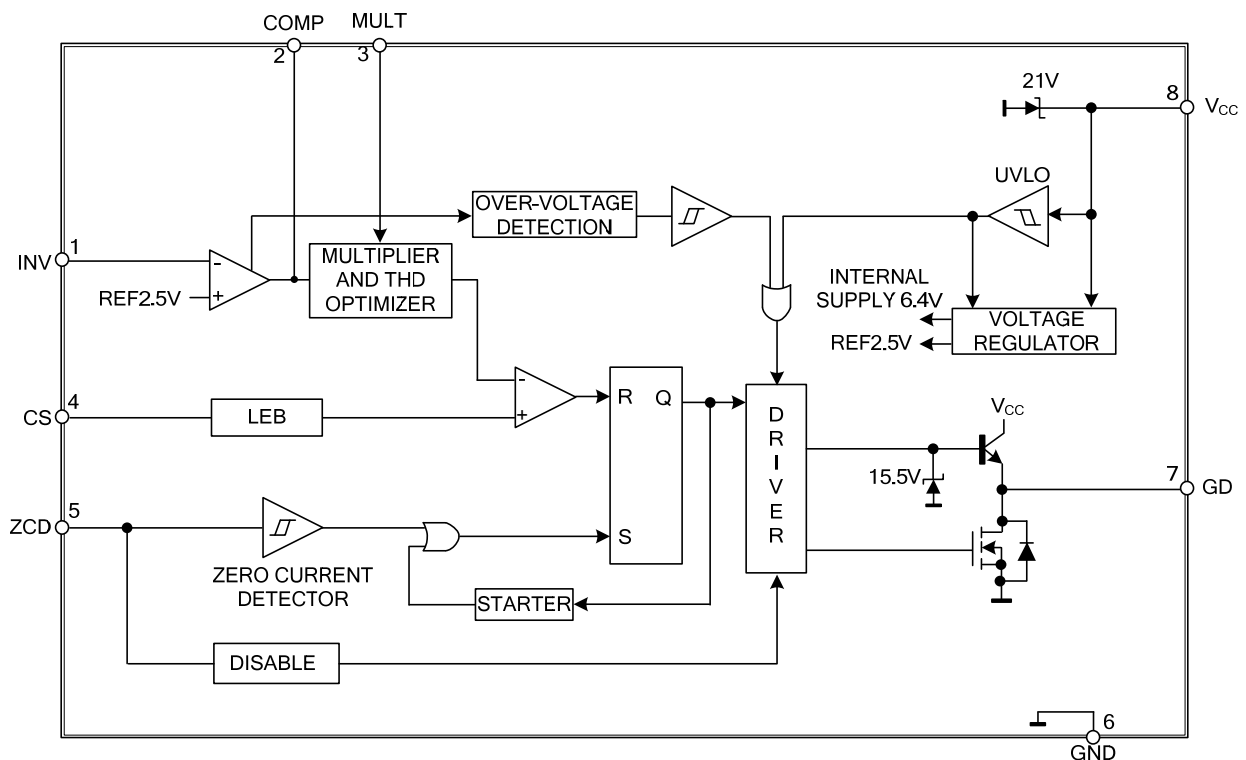 COMP
MULT
2
3
21V
8
VCC
UVLO
OVER-VOLTAGE
DETECTION
1
INV
REF2.5V
MULTIPLIER
AND THD
OPTIMIZER
INTERNAL
SUPPLY 6.4V
REF2.5V
VOLTAGE
REGULATOR
4
CS
LEB
R
Q
S
DRIVER
VCC
15.5V
7
GD
5
ZCD
ZERO CURRENT
DETECTOR
STARTER
DISABLE
6
GND